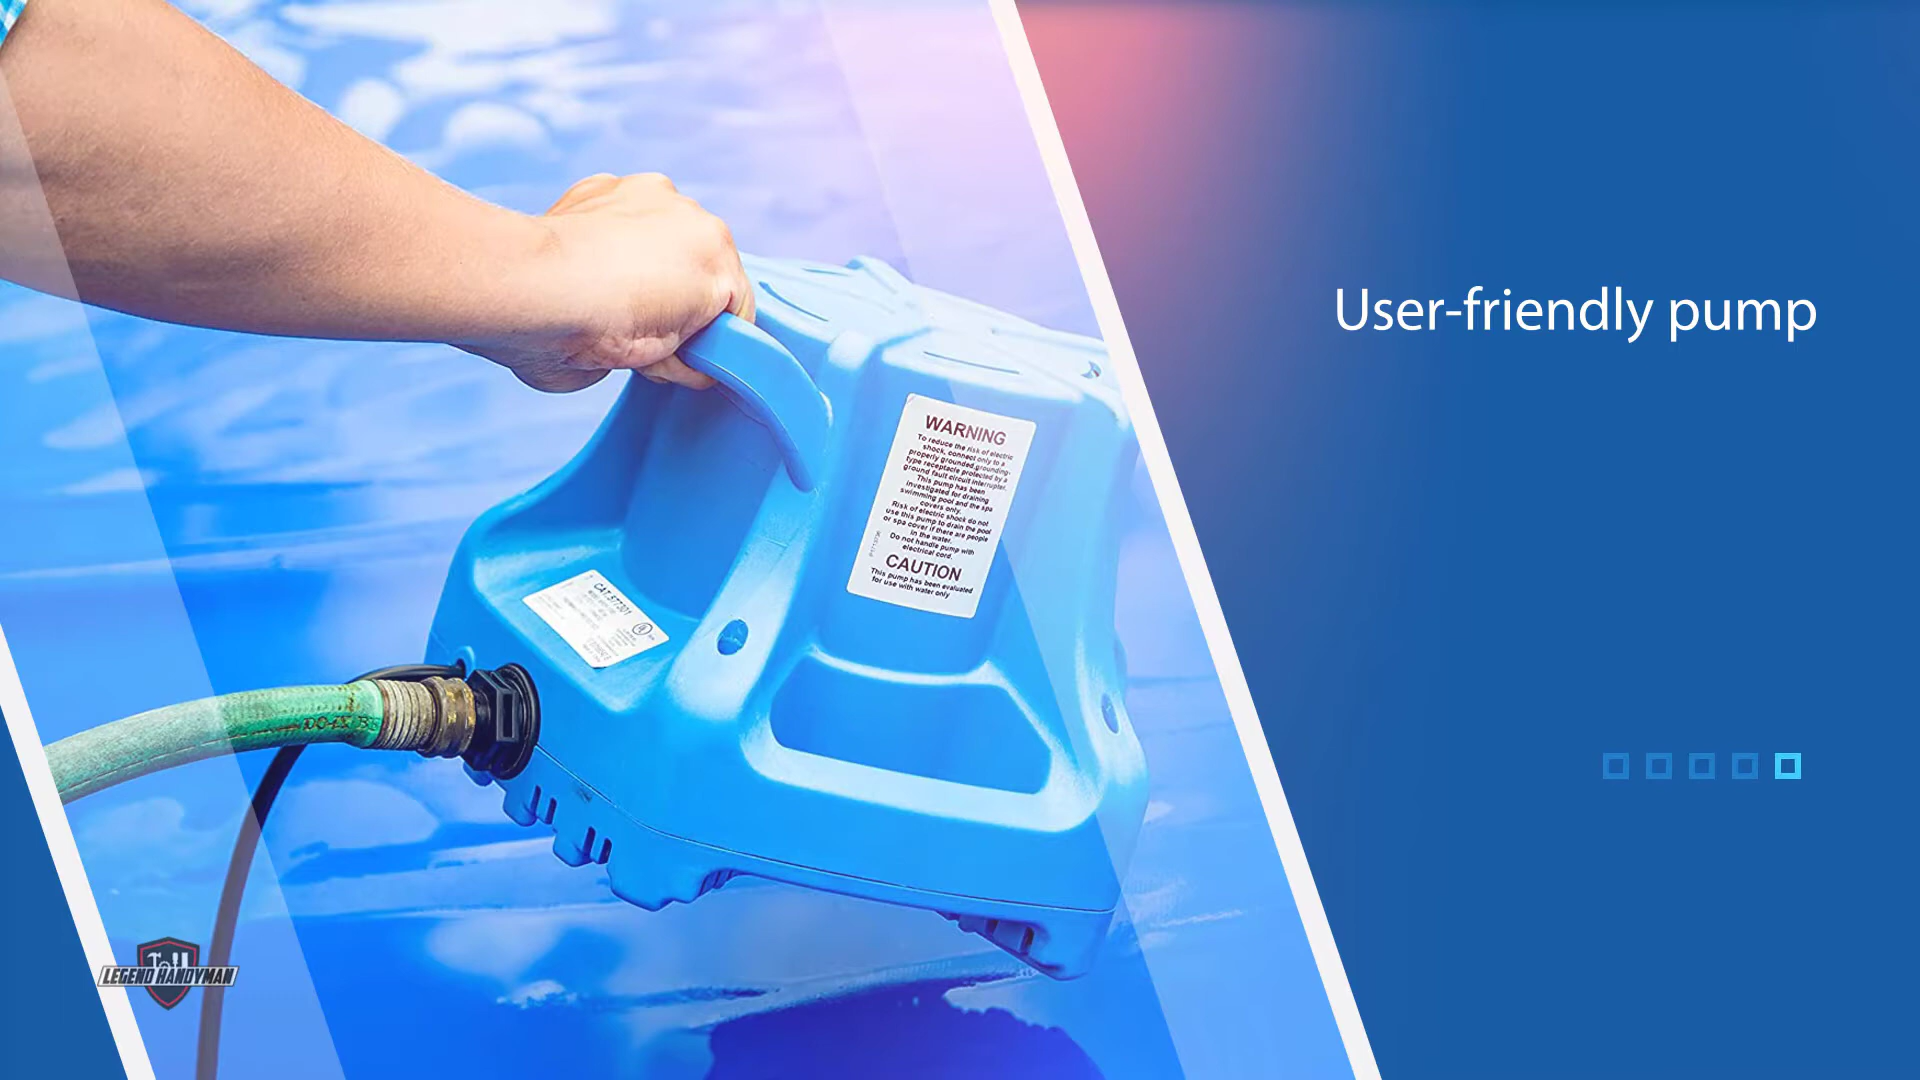 User-friendly pump
WARNING
To reduce the risk of electric
shock, connect only to a
properly grounded, grounding-
type receptacle protected by a
ground fault circuit interrupter.
This pump has been
investigated for draining
swimming pool and the spa
covers only.
Risk of electric shock do not
use this pump to drain the pool
or spa cover if there are people
in the water.
Do not handle pump with
electrical cord.
CAUTION
This pump has been evaluated
for use with water only
CAT.577301
LEGEND HANDYMAN